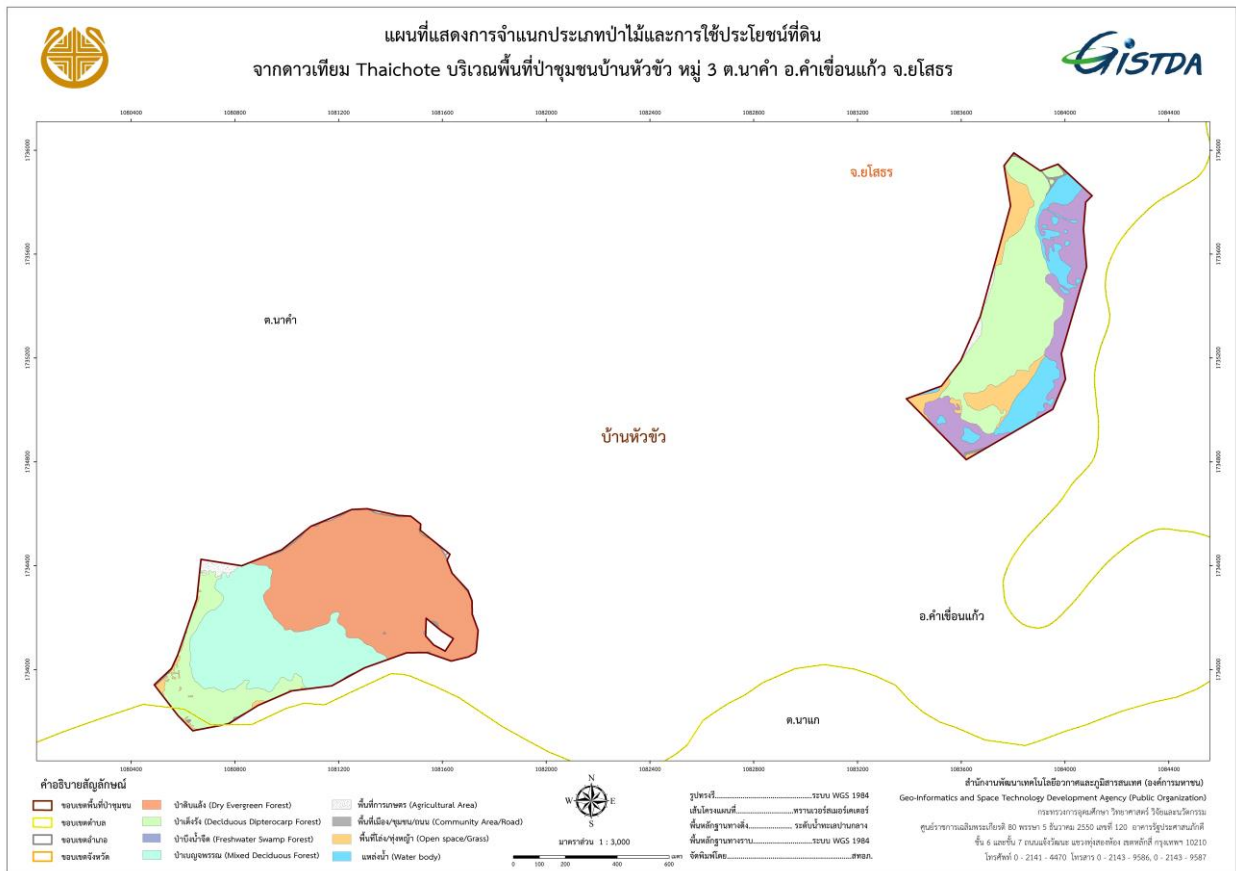 แผนที่แสดงการจำแนกประเภทป่าไม้และการใช้ประโยชน์ที่ดิน
จากดาวเทียม Thaichote บริเวณพื้นที่ป่าชุมชนบ้านหัวขัว หมู่ 3 ต.นาคำ อ.คำเขื่อนแก้ว จ.ยโสธร
GISTDA
1080400 1080800 1081200 1081600 1082000 1082400 1082800 1083200 1083600 1084000 1084400
1736000 1736000
จ.ยโสธร
1735600 1735600
ต.นาคำ
1735200 1735200
บ้านหัวขัว
1734800 1734800
1734400 1734400
อ.คำเขื่อนแก้ว
1734000 1734000
ต.นาแก
1080400 1080800 1081200 1081600 1082000 1082400 1082800 1083200 1083600 1084000 1084400
คำอธิบายสัญลักษณ์
ขอบเขตพื้นที่ป่าชุมชน
ขอบเขตตำบล
ขอบเขตอำเภอ
ขอบเขตจังหวัด
ป่าดิบแล้ง (Dry Evergreen Forest)
ป่าเต็งรัง (Deciduous Dipterocarp Forest)
ป่าบึงน้ำจืด (Freshwater Swamp Forest)
ป่าเบญจพรรณ (Mixed Deciduous Forest)
พื้นที่การเกษตร (Agricultural Area)
พื้นที่เมือง/ชุมชน/ถนน (Community Area/Road)
พื้นที่โล่ง/ทุ่งหญ้า (Open space/Grass)
แหล่งน้ำ (Water body)
N
W E
S
มาตราส่วน 1 : 3,000
0 100 200 400 600 เมตร
รูปทรงรี...ระบบ WGS 1984
เส้นโครงแผนที่...ทรานเวอร์สเมอร์เคเตอร์
พื้นหลักฐานทางดิ่ง... ระดับน้ำทะเลปานกลาง
พื้นหลักฐานทางราบ...ระบบ WGS 1984
จัดพิมพ์โดย...สทอภ.
สำนักงานพัฒนาเทคโนโลยีอวกาศและภูมิสารสนเทศ (องค์การมหาชน)
Geo-Informatics and Space Technology Development Agency (Public Organization)
กระทรวงการอุดมศึกษา วิทยาศาสตร์ วิจัยและนวัตกรรม
ศูนย์ราชการเฉลิมพระเกียรติ 80 พรรษา 5 ธันวาคม 2550 เลขที่ 120 อาคารรัฐประศาสนภักดี
ชั้น 6 และชั้น 7 ถนนแจ้งวัฒนะ แขวงทุ่งสองห้อง เขตหลักสี่ กรุงเทพฯ 10210
โทรศัพท์ 0 - 2141 - 4470 โทรสาร 0 - 2143 - 9586, 0 - 2143 - 9587